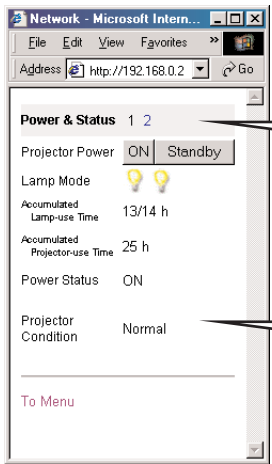 Network - Microsoft Intern...
File Edit View Favorites »
Address http://192.168.0.2 Go
Power & Status 1 2
Projector Power ON Standby
Lamp Mode
Accumulated
Lamp-use Time 13/14 h
Accumulated
Projector-use Time 25 h
Power Status ON
Projector
Condition Normal
To Menu